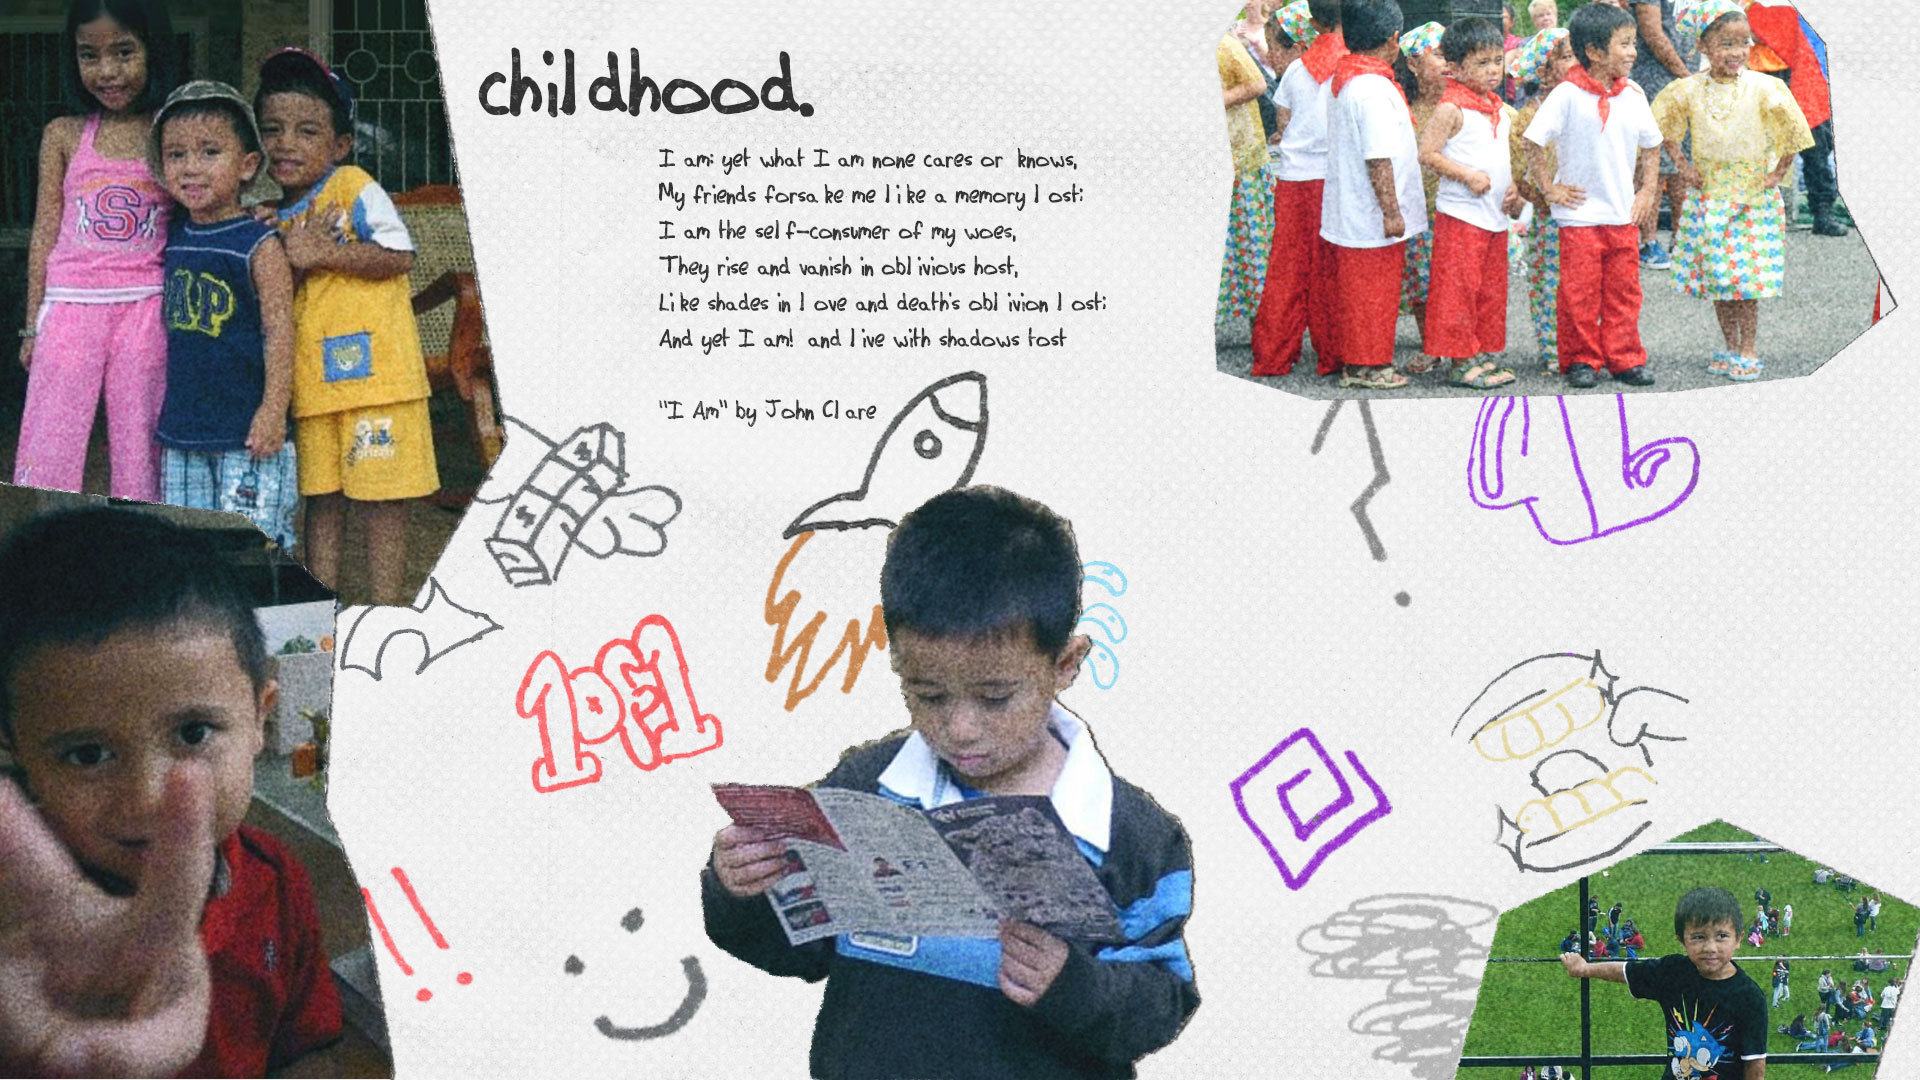 childhood.
I am: yet what I am none cares or knows,
My friends forsake me like a memory lost;
I am the self-consumer of my woes,
They rise and vanish in oblivious host,
Like shades in love and death's oblivion lost;
And yet I am! and live with shadows tost
"I Am" by John Clare
S
AP
1of1
!!